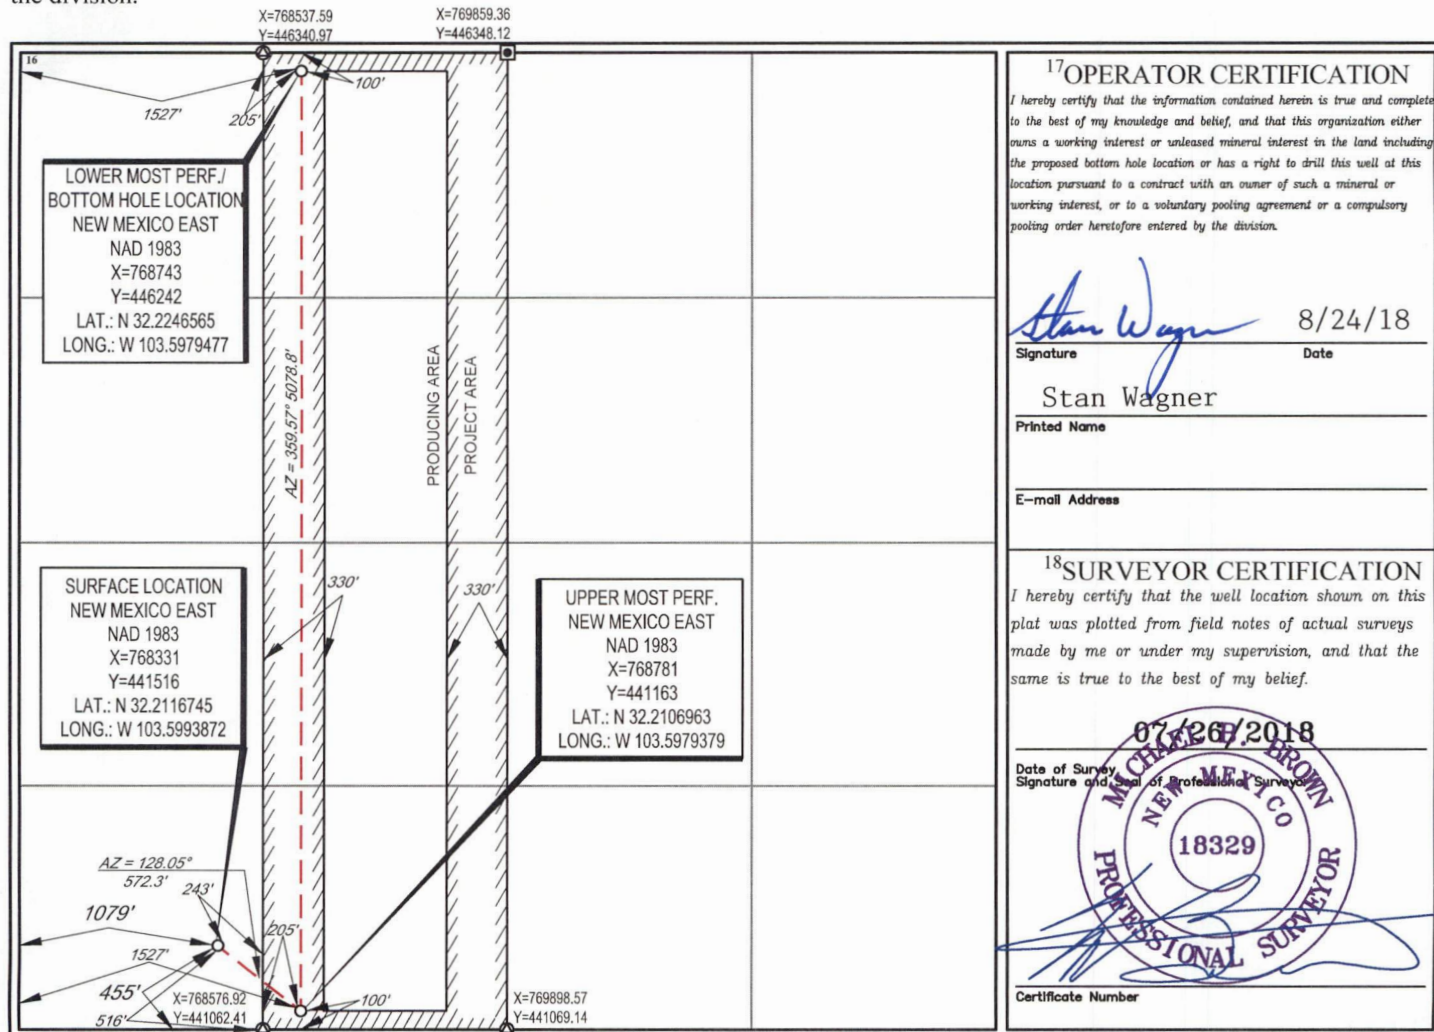 the division.
X=768537.59
Y=446340.97
X=769859.36
Y=446348.12
16
1527'
205'
100'
LOWER MOST PERF./
BOTTOM HOLE LOCATION
NEW MEXICO EAST
NAD 1983
X=768743
Y=446242
LAT.: N 32.2246565
LONG.: W 103.5979477
AZ = 359.57° 5078.8'
PRODUCING AREA
PROJECT AREA
330'
330'
SURFACE LOCATION
NEW MEXICO EAST
NAD 1983
X=768331
Y=441516
LAT.: N 32.2116745
LONG.: W 103.5993872
UPPER MOST PERF.
NEW MEXICO EAST
NAD 1983
X=768781
Y=441163
LAT.: N 32.2106963
LONG.: W 103.5979379
AZ = 128.05°
572.3'
243'
1079'
205'
1527'
455'
516'
100'
X=768576.92
Y=441062.41
X=769898.57
Y=441069.14
17 OPERATOR CERTIFICATION
I hereby certify that the information contained herein is true and complete
to the best of my knowledge and belief, and that this organization either
owns a working interest or unleased mineral interest in the land including
the proposed bottom hole location or has a right to drill this well at this
location pursuant to a contract with an owner of such a mineral or
working interest, or to a voluntary pooling agreement or a compulsory
pooling order heretofore entered by the division.
Stan Wagner 8/24/18
Signature Date
Stan Wagner
Printed Name
E-mail Address
18 SURVEYOR CERTIFICATION
I hereby certify that the well location shown on this
plat was plotted from field notes of actual surveys
made by me or under my supervision, and that the
same is true to the best of my belief.
07/26/2018
Date of Survey
Signature and Seal of Professional Surveyor
MICHAEL B. BROWN
NEW MEXICO
18329
PROFESSIONAL SURVEYOR
Certificate Number